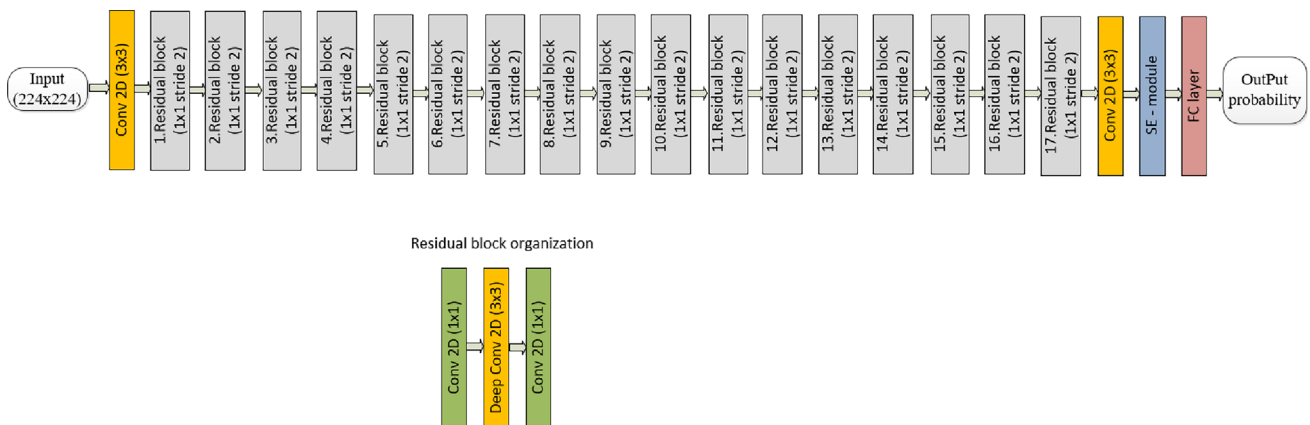 Input
(224x224)
Conv 2D (3x3)
1.Residual block
(1x1 stride 2)
2.Residual block
(1x1 stride 2)
3.Residual block
(1x1 stride 2)
4.Residual block
(1x1 stride 2)
5.Residual block
(1x1 stride 2)
6.Residual block
(1x1 stride 2)
7.Residual block
(1x1 stride 2)
8.Residual block
(1x1 stride 2)
9.Residual block
(1x1 stride 2)
10.Residual block
(1x1 stride 2)
11.Residual block
(1x1 stride 2)
12.Residual block
(1x1 stride 2)
13.Residual block
(1x1 stride 2)
14.Residual block
(1x1 stride 2)
15.Residual block
(1x1 stride 2)
16.Residual block
(1x1 stride 2)
17.Residual block
(1x1 stride 2)
Conv 2D (3x3)
SE - module
FC layer
OutPut
probability
Residual block organization
Conv 2D (1x1)
Deep Conv 2D (3x3)
Conv 2D (1x1)